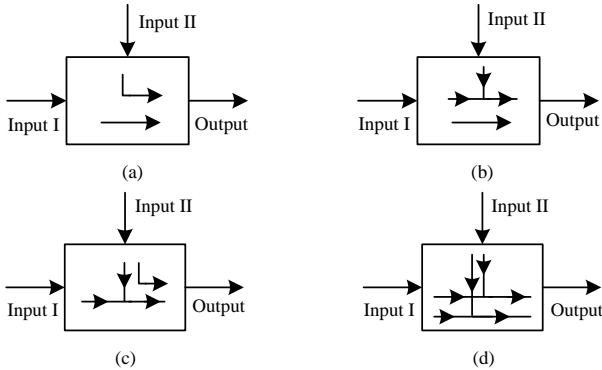 Input II
Input I
Output
(a)
Input II
Input I
Output
(b)
Input II
Input I
Output
(c)
Input II
Input I
Output
(d)